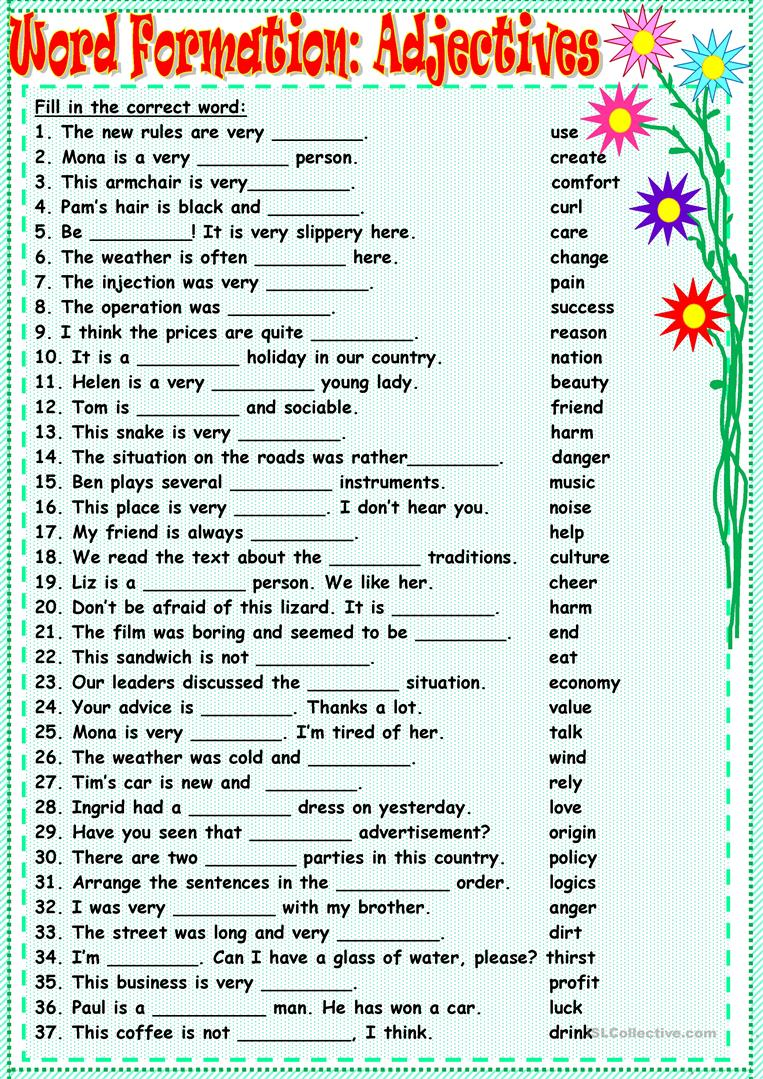 Word Formation: Adjectives
Fill in the correct word:
1. The new rules are very ________. use
2. Mona is a very ________ person. create
3. This armchair is very_________. comfort
4. Pam's hair is black and ________. curl
5. Be _________! It is very slippery here. care
6. The weather is often ________ here. change
7. The injection was very _________. pain
8. The operation was _________. success
9. I think the prices are quite _________. reason
10. It is a _________ holiday in our country. nation
11. Helen is a very _________ young lady. beauty
12. Tom is _________ and sociable. friend
13. This snake is very _________. harm
14. The situation on the roads was rather________. danger
15. Ben plays several _________ instruments. music
16. This place is very ________. I don't hear you. noise
17. My friend is always _________. help
18. We read the text about the ________ traditions. culture
19. Liz is a _________ person. We like her. cheer
20. Don't be afraid of this lizard. It is _________. harm
21. The film was boring and seemed to be ________. end
22. This sandwich is not __________. eat
23. Our leaders discussed the ________ situation. economy
24. Your advice is ________. Thanks a lot. value
25. Mona is very ________. I'm tired of her. talk
26. The weather was cold and _________. wind
27. Tim's car is new and ________. rely
28. Ingrid had a _________ dress on yesterday. love
29. Have you seen that _________ advertisement? origin
30. There are two ________ parties in this country. policy
31. Arrange the sentences in the __________ order. logics
32. I was very _________ with my brother. anger
33. The street was long and very _________. dirt
34. I'm ________. Can I have a glass of water, please? thirst
35. This business is very ________. profit
36. Paul is a __________ man. He has won a car. luck
37. This coffee is not __________, I think. drink
SLCollective.com